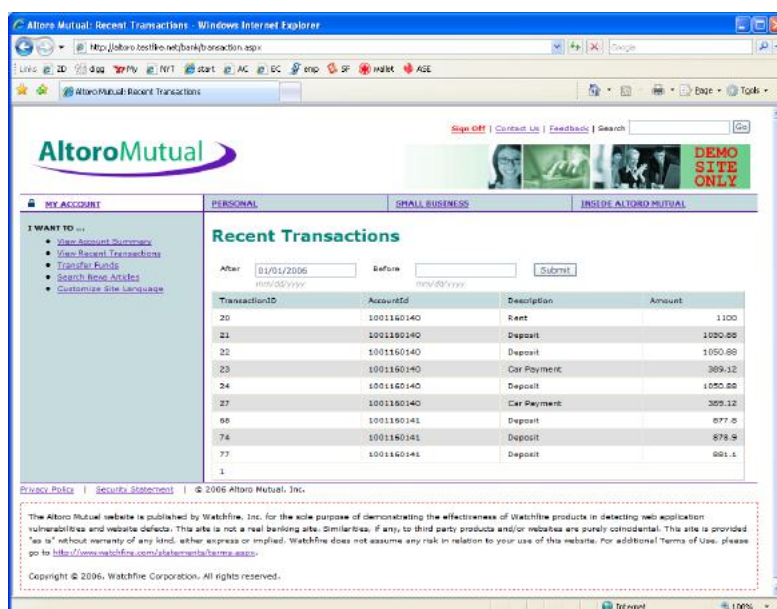 Altoro Mutual: Recent Transactions - Windows Internet Explorer
http://altoro.testfire.net/bank/transaction.aspx
Google
Links 2D digg My NYT start AC EC emp SF wallet ASE
Altoro Mutual: Recent Transactions
Page Tools
Sign Off | Contact Us | Feedback | Search Go
AltoroMutual
DEMO
SITE
ONLY
MY ACCOUNT PERSONAL SMALL BUSINESS INSIDE ALTORO MUTUAL
I WANT TO ...
View Account Summary
View Recent Transactions
Transfer Funds
Search News Articles
Customize Site Language
Recent Transactions
After 01/01/2006 Before Submit
mm/dd/yyyy mm/dd/yyyy
TransactionID AccountId Description Amount
20 1001160140 Rent 1100
21 1001160140 Deposit 1050.88
22 1001160140 Deposit 1050.88
23 1001160140 Car Payment 389.12
24 1001160140 Deposit 1050.88
27 1001160140 Car Payment 389.12
68 1001160141 Deposit 877.8
74 1001160141 Deposit 878.9
77 1001160141 Deposit 881.1
1
Privacy Policy | Security Statement | © 2006 Altoro Mutual, Inc.
The Altoro Mutual website is published by Watchfire, Inc. for the sole purpose of demonstrating the effectiveness of Watchfire products in detecting web application
vulnerabilities and website defects. This site is not a real banking site. Similarities, if any, to third party products and/or websites are purely coincidental. This site is provided
"as is" without warranty of any kind, either express or implied. Watchfire does not assume any risk in relation to your use of this website. For additional Terms of Use, please
go to http://www.watchfire.com/statements/terms.aspx.
Copyright © 2006, Watchfire Corporation, All rights reserved.
Internet 100%